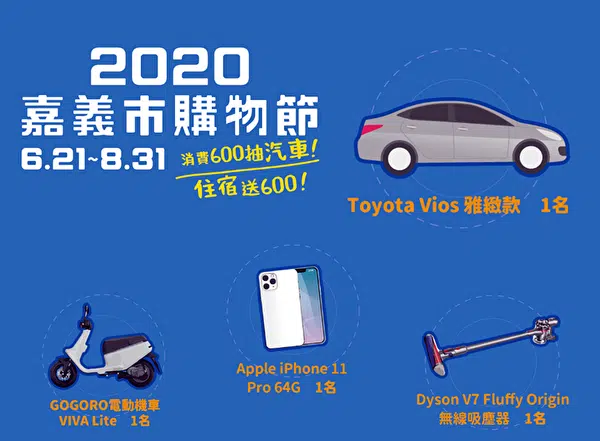 2020
嘉義市購物節
6.21~8.31
消費600抽汽車!
住宿送600!
Toyota Vios 雅緻款 1名
Apple iPhone 11
Pro 64G 1名
GOGORO電動機車
VIVA Lite 1名
Dyson V7 Fluffy Origin
無線吸塵器 1名